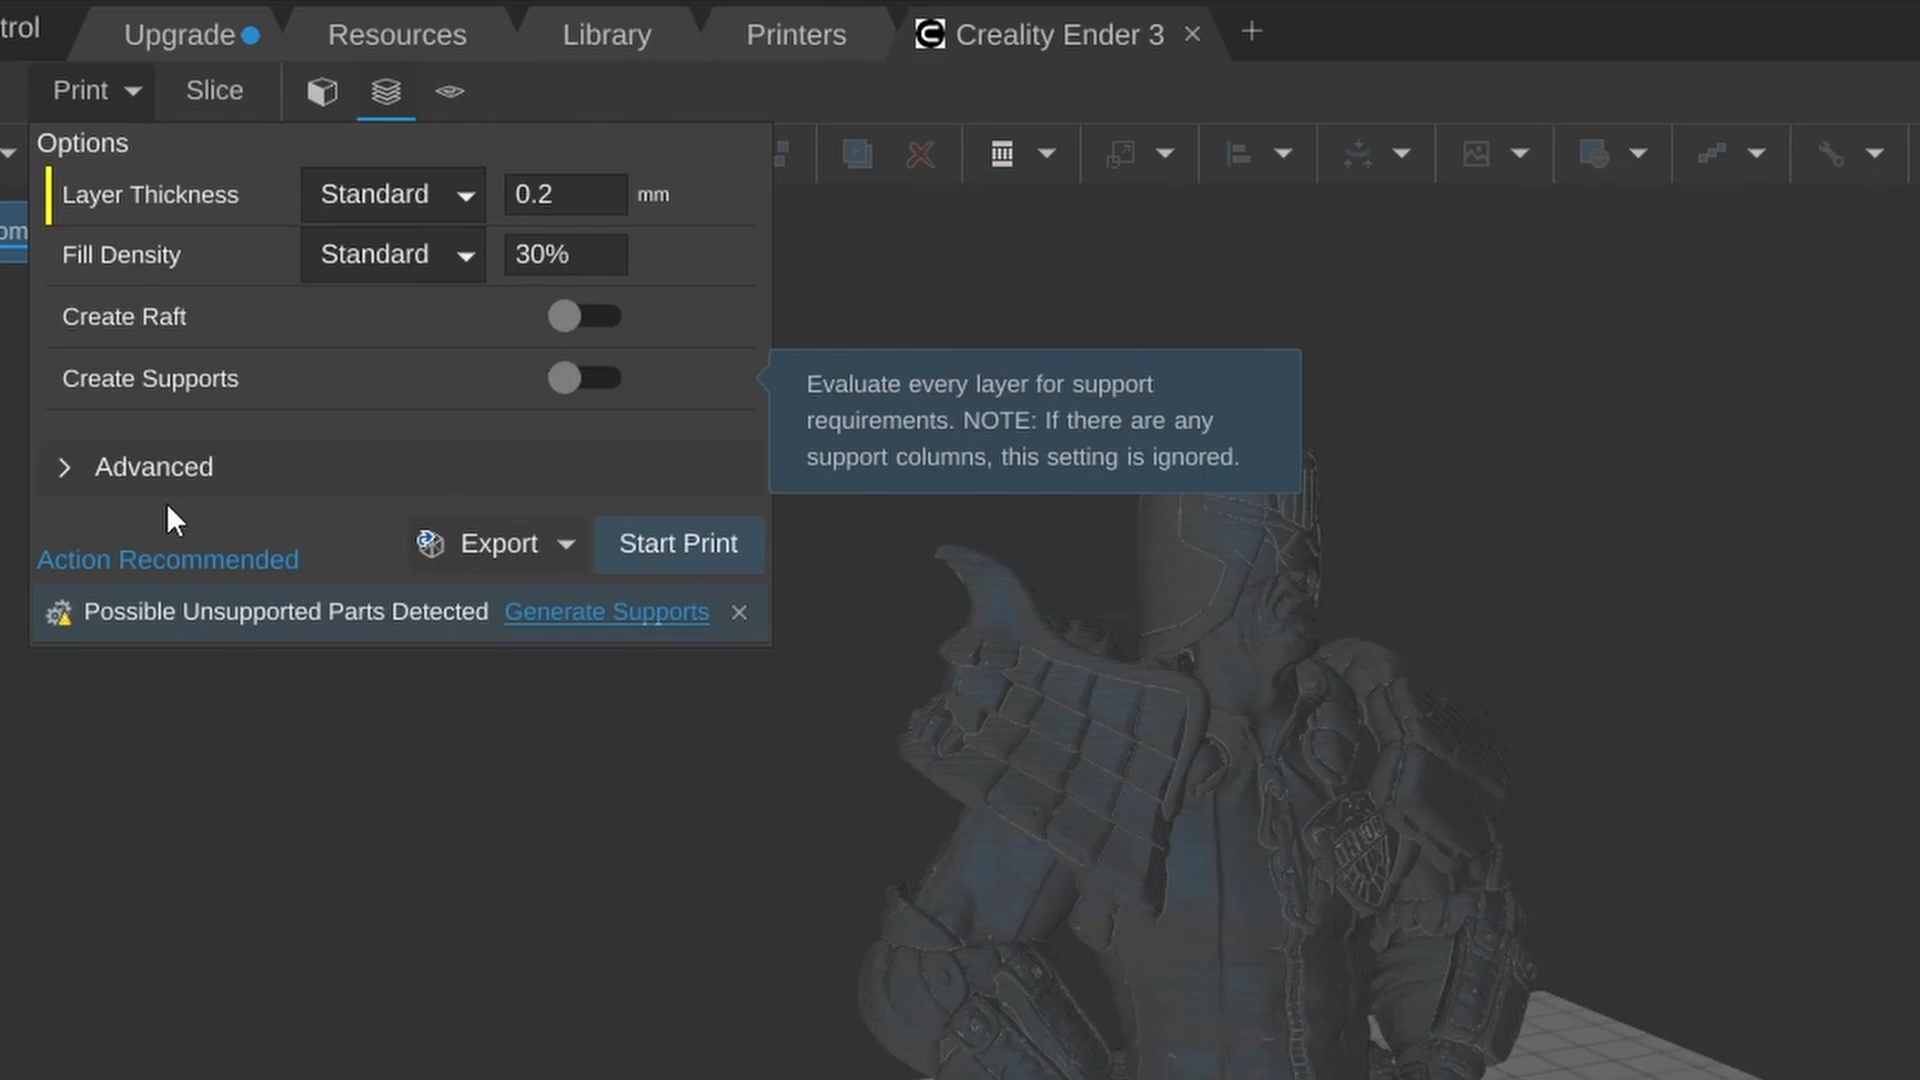 trol
Upgrade
Resources
Library
Printers
Creality Ender 3
Print
Slice
Options
Layer Thickness
Standard
0.2
mm
Fill Density
Standard
30%
Create Raft
Create Supports
Evaluate every layer for support
requirements. NOTE: If there are any
support columns, this setting is ignored.
Advanced
Export
Start Print
Action Recommended
Possible Unsupported Parts Detected
Generate Supports
om